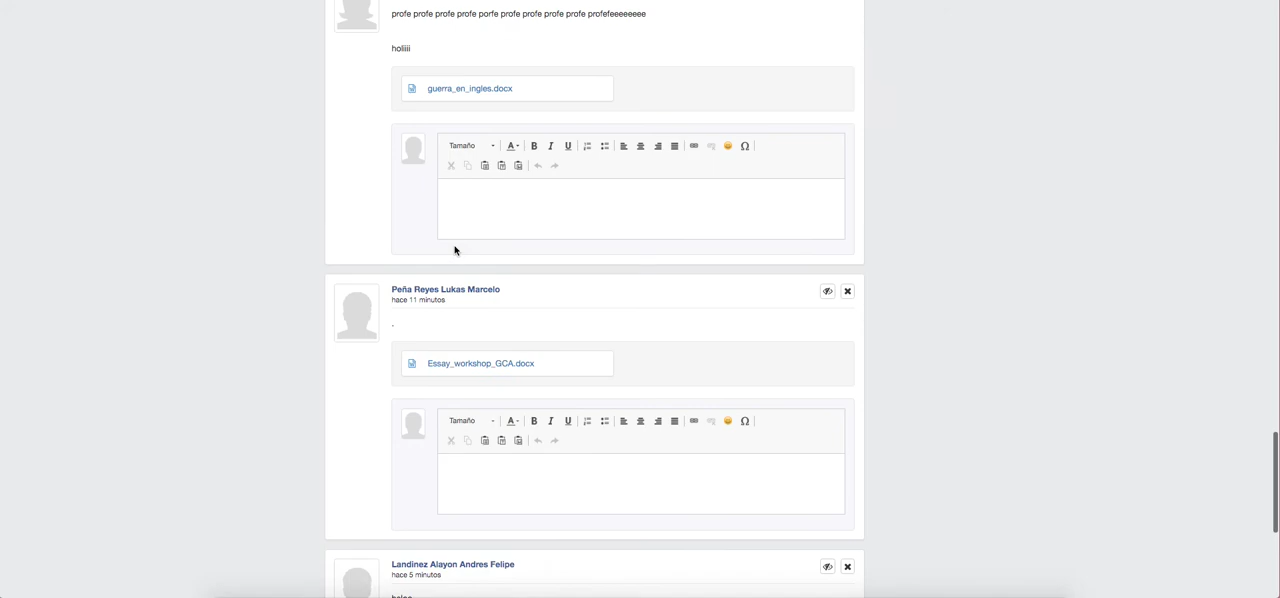 profe profe profe profe porfe profe profe profe profe profefeeeeeeee
holiiii
guerra_en_ingles.docx
Tamaño A B I U Ω
Peña Reyes Lukas Marcelo
hace 11 minutos
.
Essay_workshop_GCA.docx
Tamaño A B I U Ω
Landinez Alayon Andres Felipe
hace 5 minutos